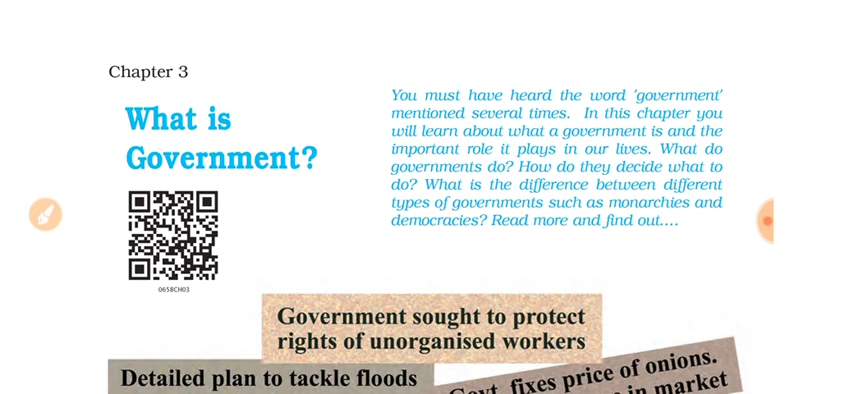 Chapter 3
What is
Government?
0658CH03
You must have heard the word 'government'
mentioned several times. In this chapter you
will learn about what a government is and the
important role it plays in our lives. What do
governments do? How do they decide what to
do? What is the difference between different
types of governments such as monarchies and
democracies? Read more and find out....
Government sought to protect
rights of unorganised workers
Detailed plan to tackle floods
Govt. fixes price of onions.
in market